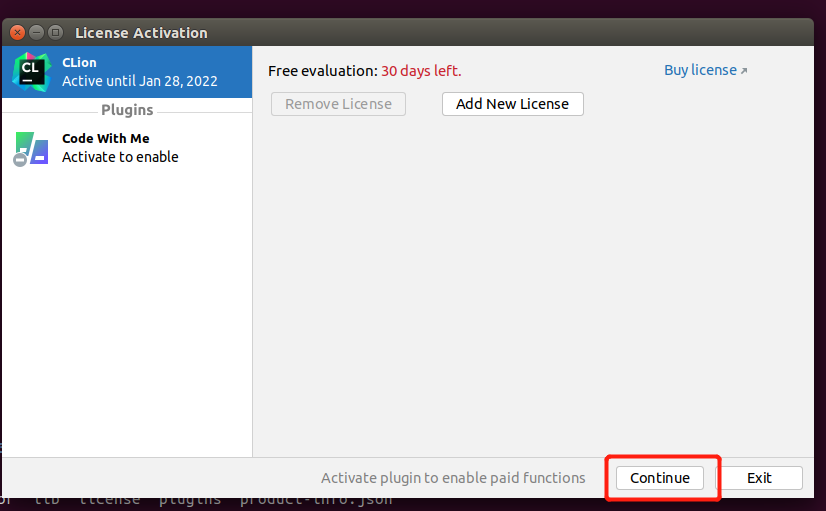 License Activation
CL
CLion
Active until Jan 28, 2022
Plugins
Code With Me
Activate to enable
Free evaluation: 30 days left.
Buy license ↗
Remove License
Add New License
Activate plugin to enable paid functions
Continue
Exit
license plugins product-info.json